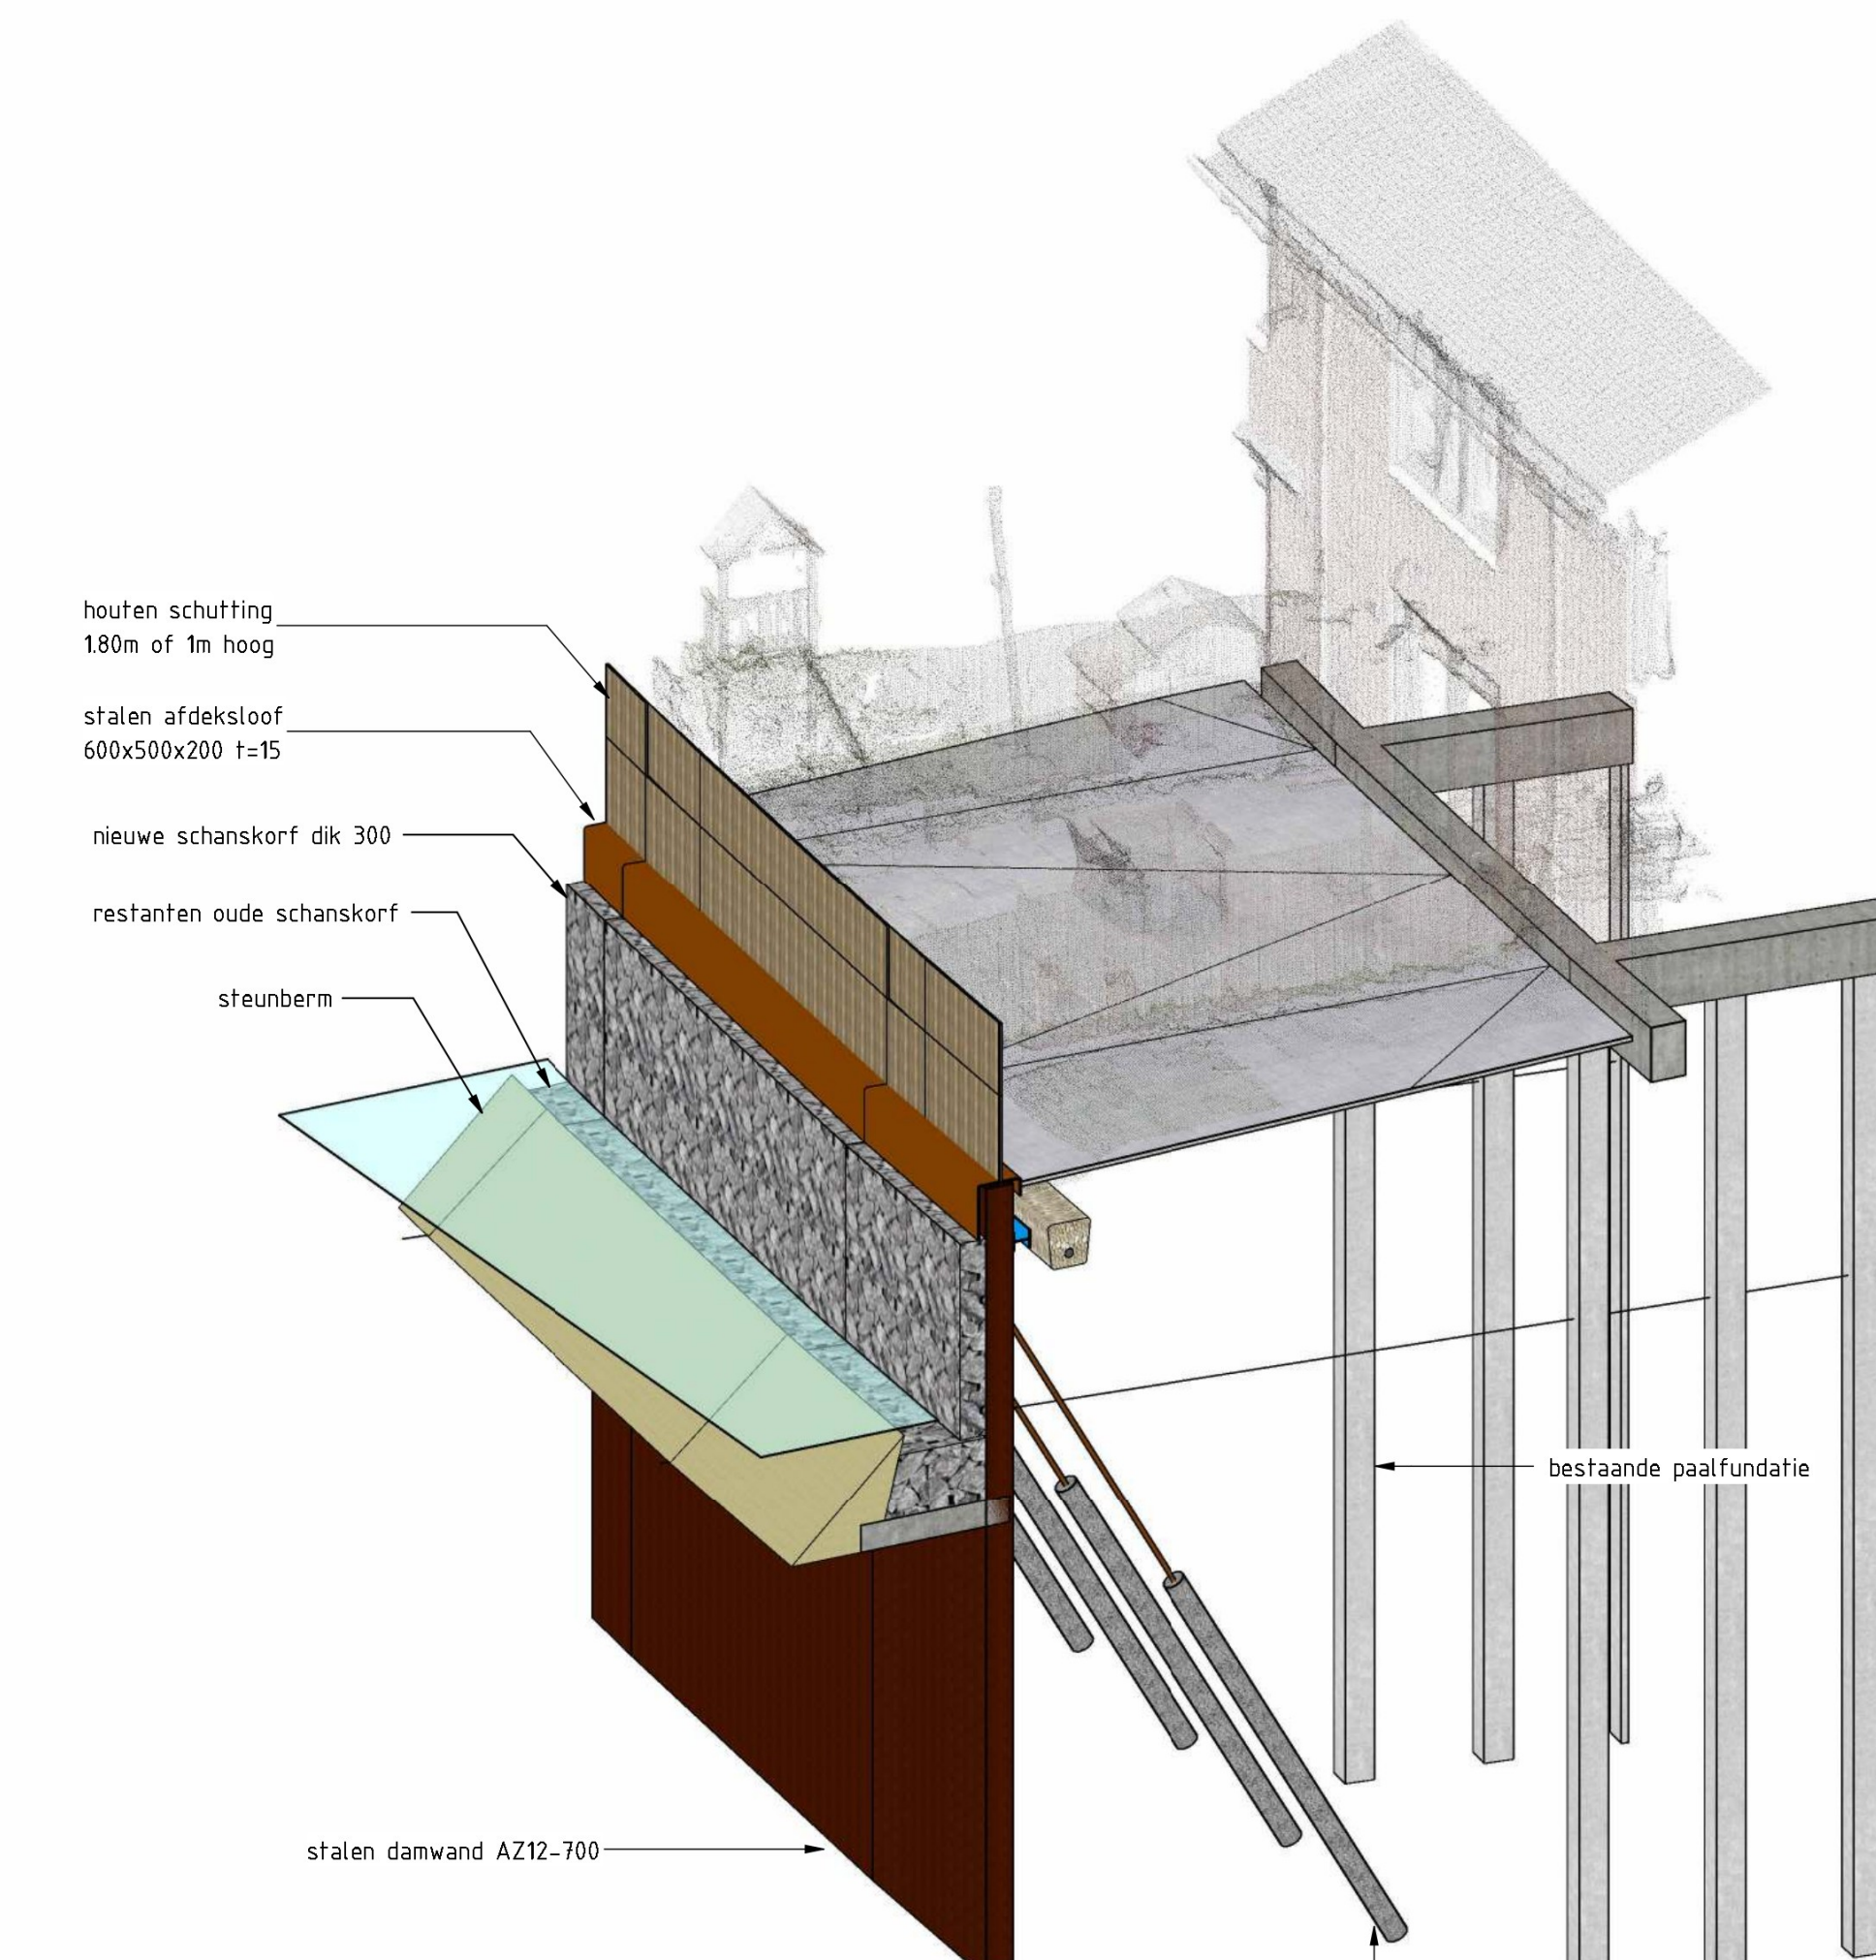 houten schutting
1.80m of 1m hoog
stalen afdeksloof
600x500x200 t=15
nieuwe schanskorf dik 300
restanten oude schanskorf
steunberm
bestaande paalfundatie
stalen damwand AZ12-700